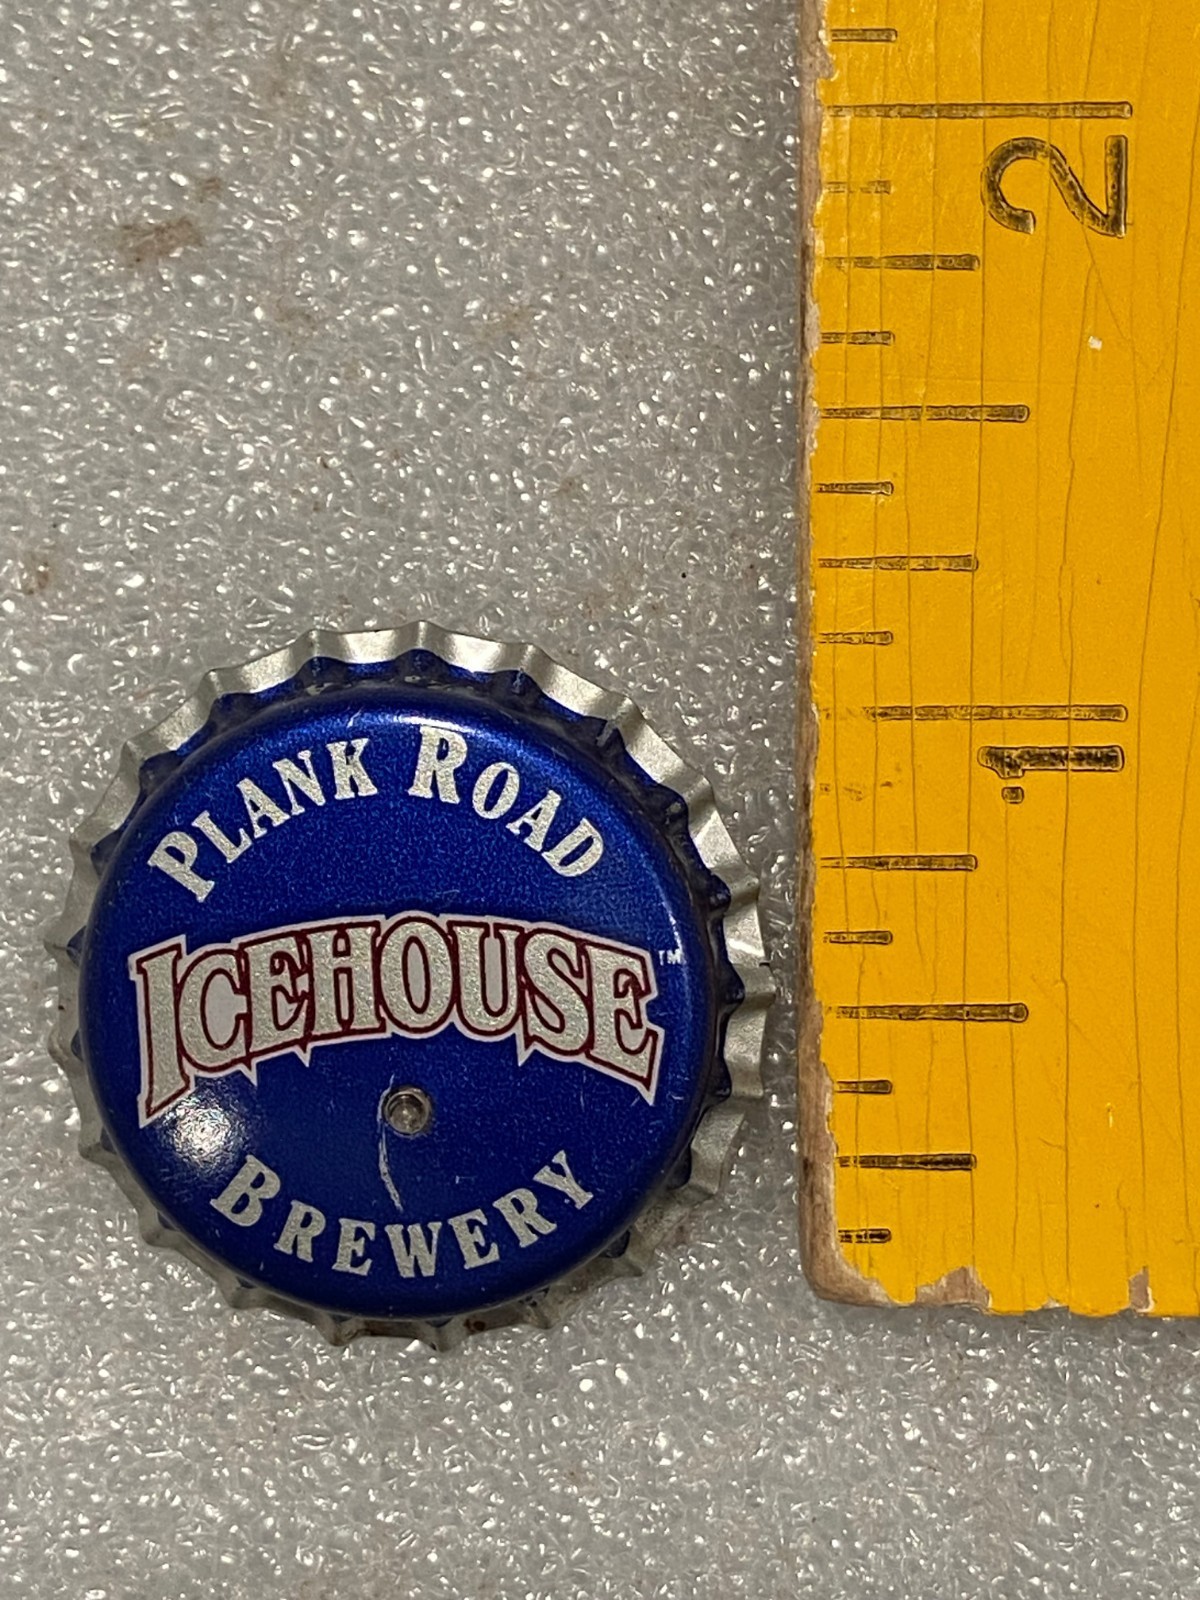 PLANK ROAD
ICEHOUSE™
BREWERY
2
1